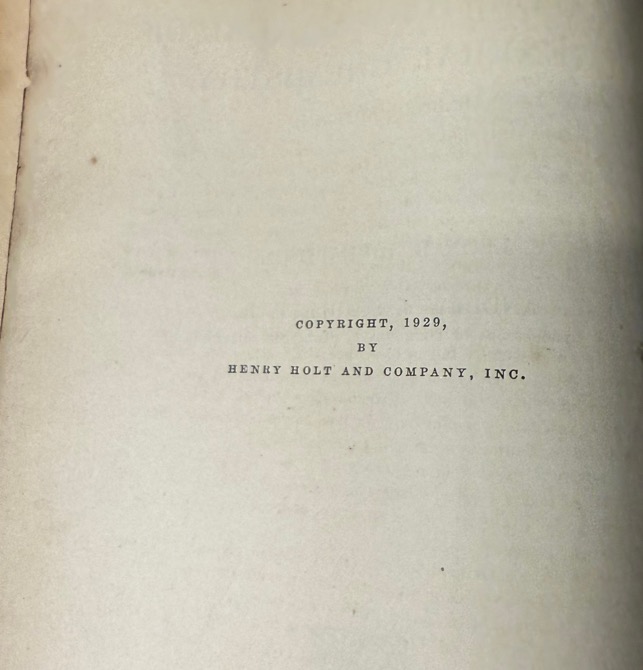 COPYRIGHT, 1929,
BY
HENRY HOLT AND COMPANY, INC.